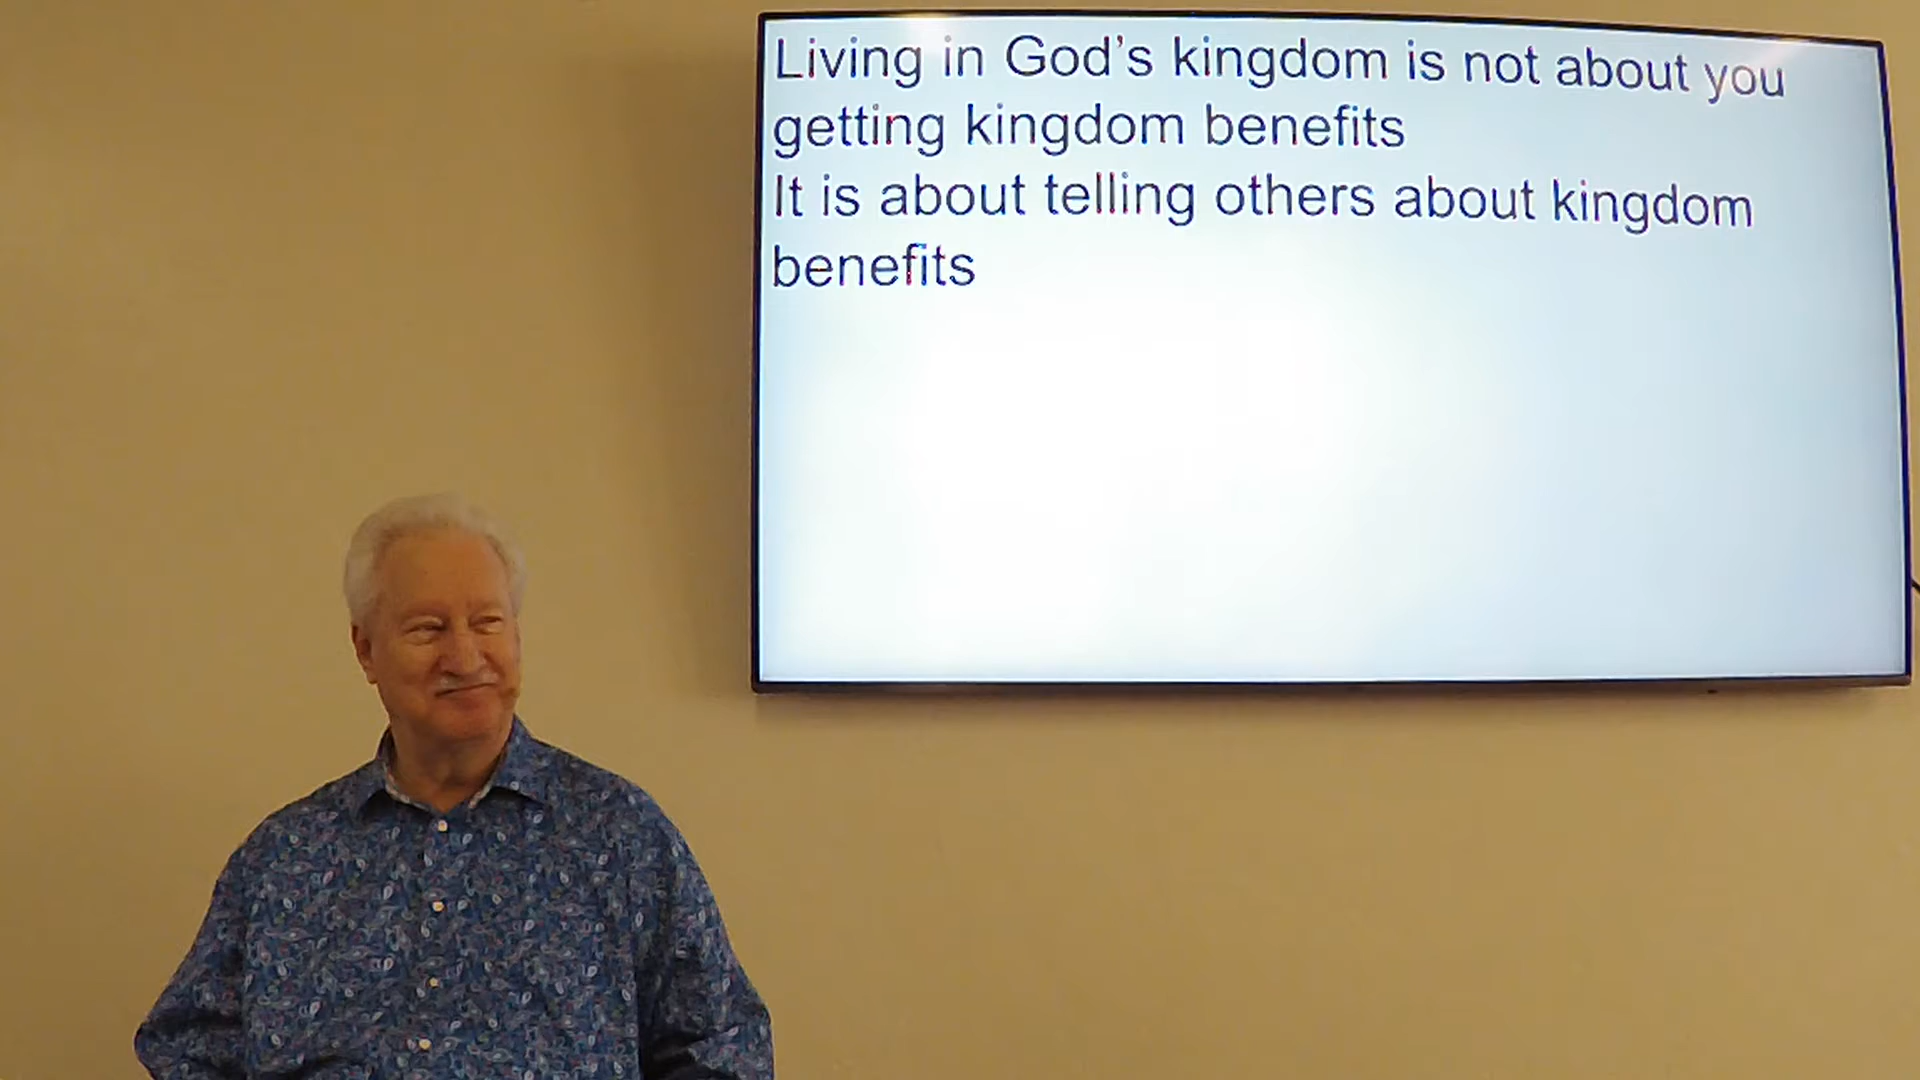 Living in God’s kingdom is not about you
getting kingdom benefits
It is about telling others about kingdom
benefits